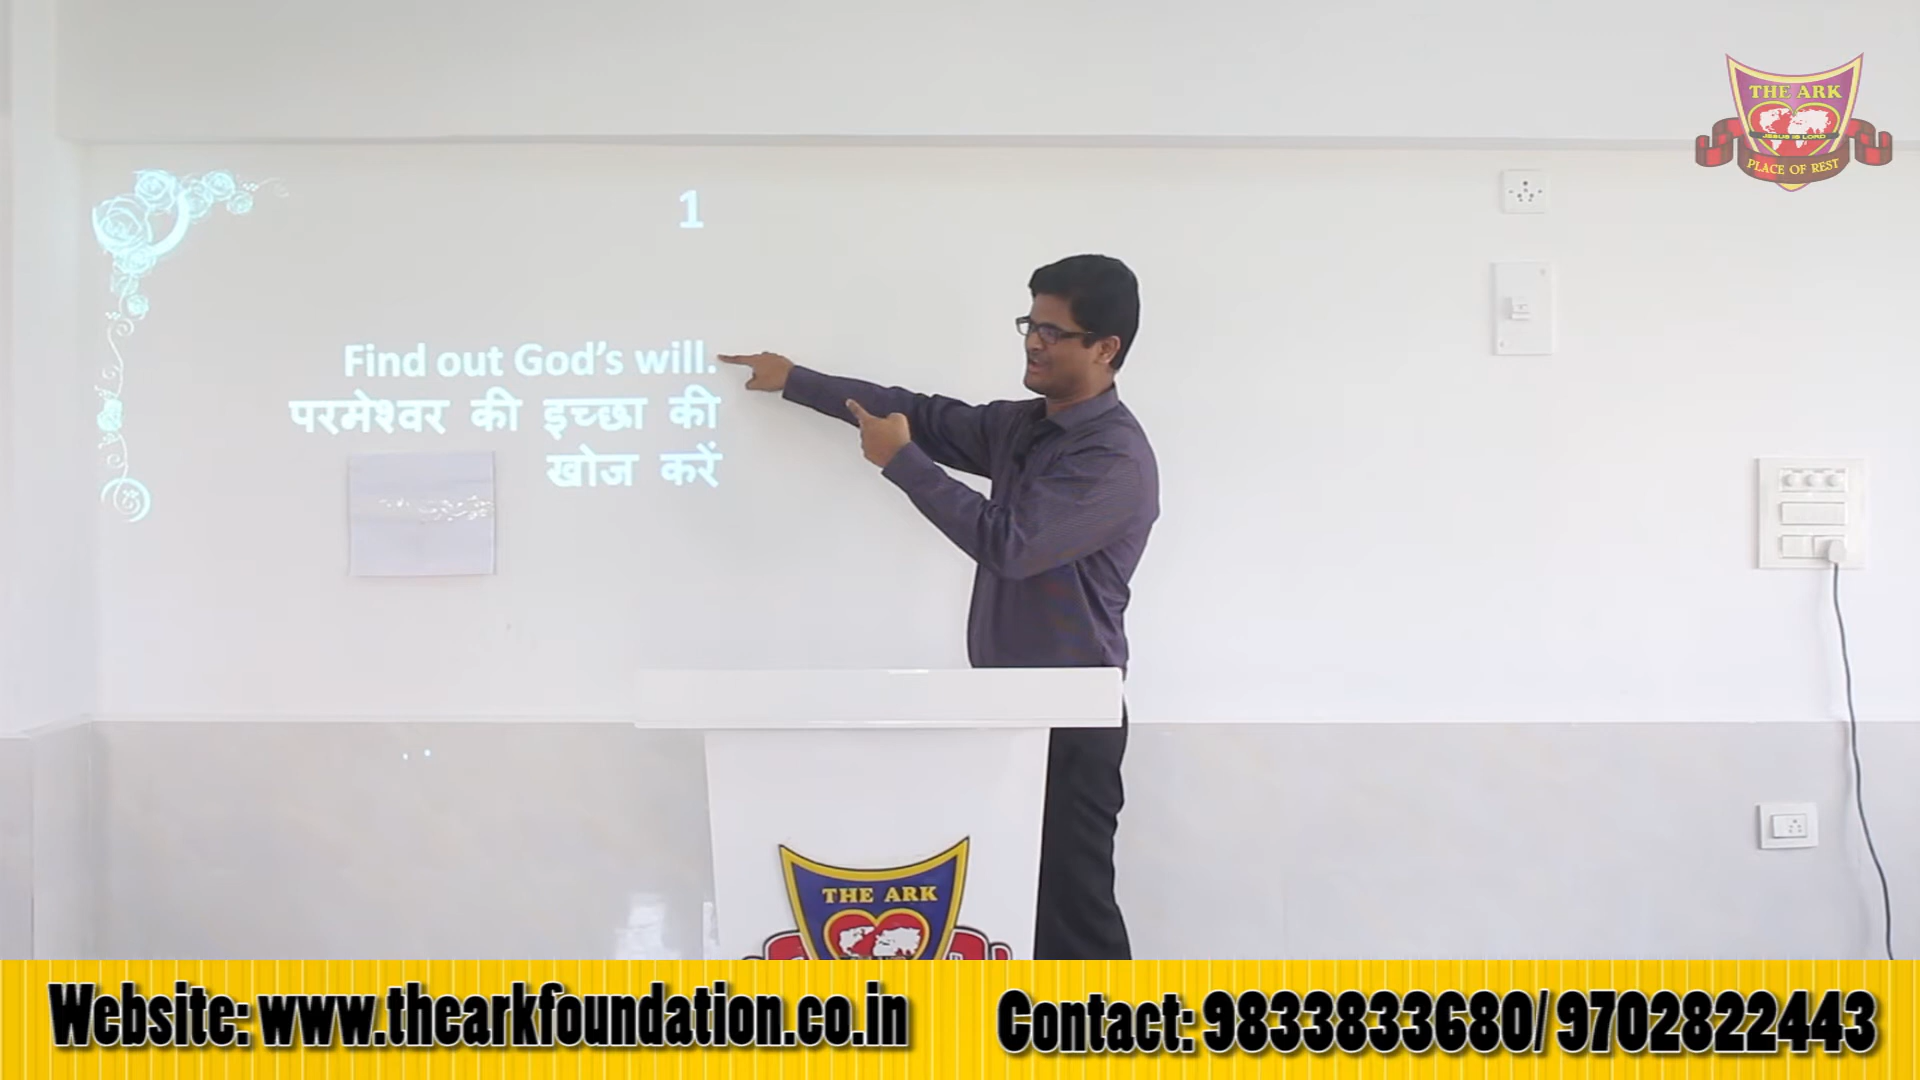 THE ARK
JESUS IS LORD
PLACE OF REST
1
Find out God's will.
परमेश्वर की इच्छा की
खोज करें
THE ARK
Website: www.thearkfoundation.co.in
Contact: 9833833680/ 9702822443